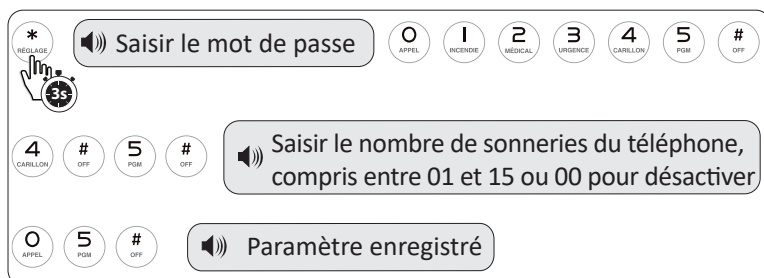 * 0 1 2 3 4 5 #
RÉGLAGE Saisir le mot de passe APPEL INCENDIE MÉDICAL URGENCE CARILLON PGM OFF
3s
4 # 5 # Saisir le nombre de sonneries du téléphone,
CARILLON OFF PGM OFF compris entre 01 et 15 ou 00 pour désactiver
0 5 # Paramètre enregistré
APPEL PGM OFF